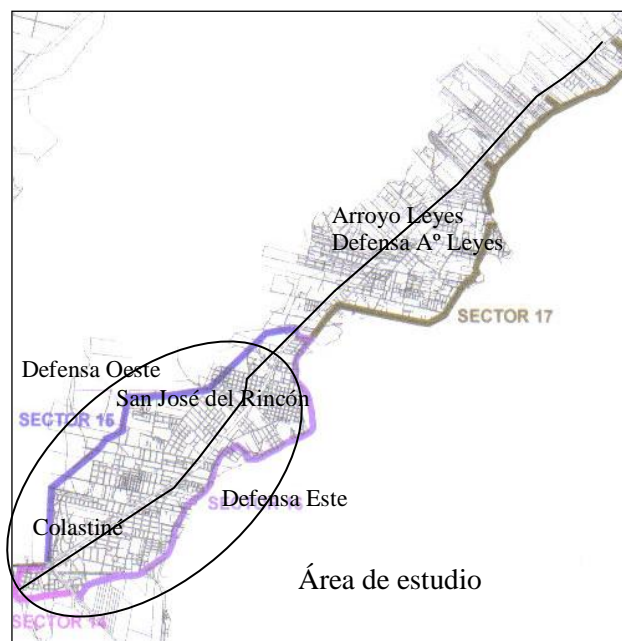 Arroyo Leyes
Defensa Aº Leyes
SECTOR 17
Defensa Oeste
San José del Rincón
SECTOR 15
Defensa Este
Colastiné
Área de estudio
SECTOR 14